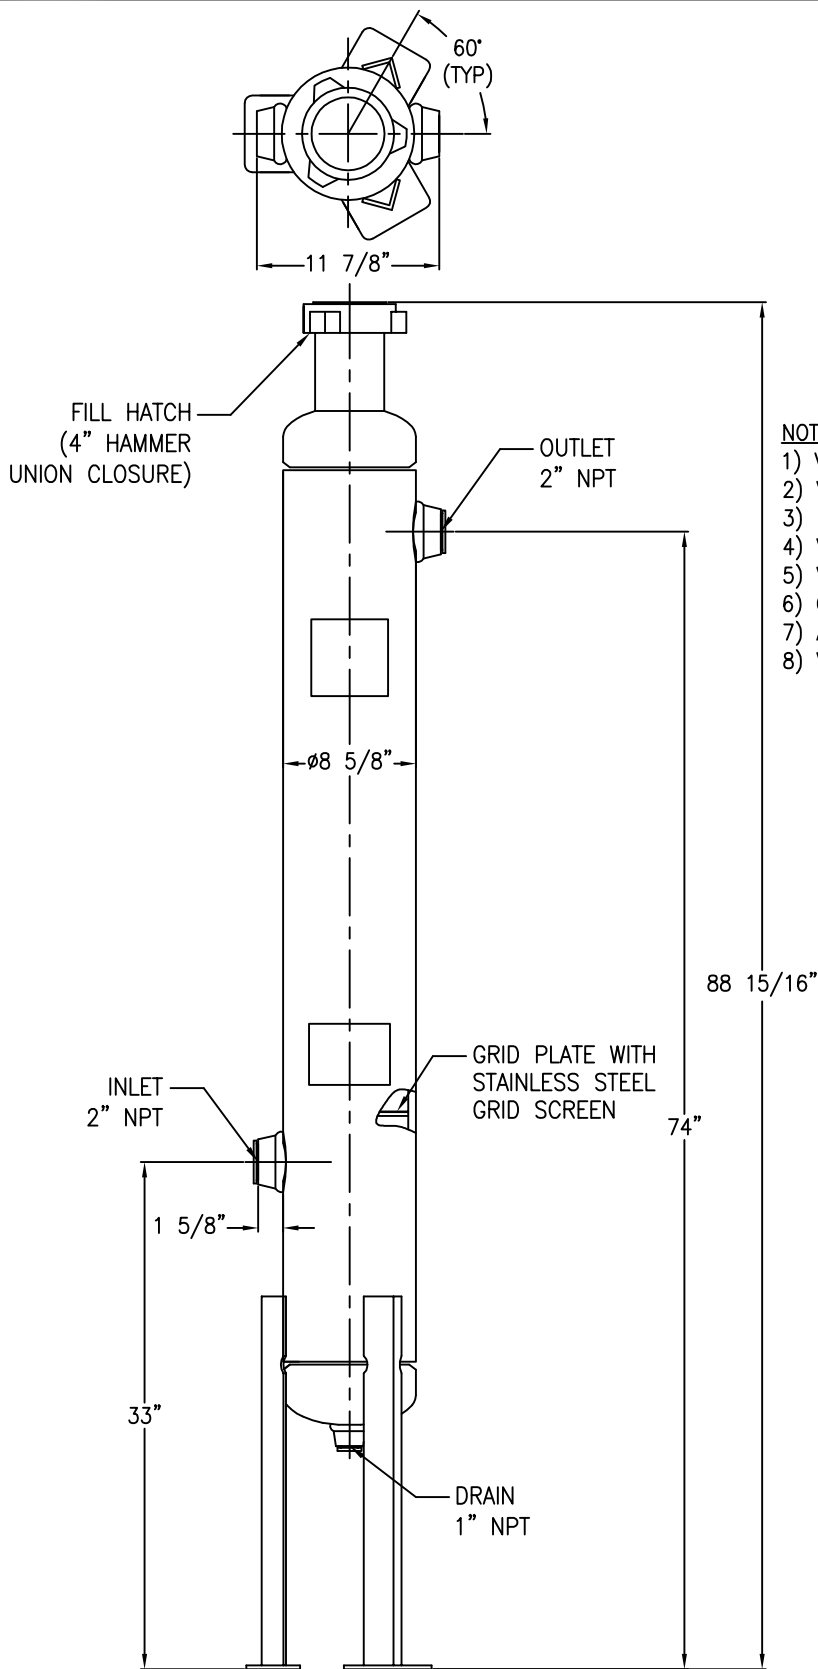 60°
(TYP)
11 7/8"
FILL HATCH
(4" HAMMER
UNION CLOSURE)
OUTLET
2" NPT
1)
2)
3)
4)
5)
6)
7)
8)
ø8 5/8"
88 15/16"
GRID PLATE WITH
STAINLESS STEEL
GRID SCREEN
INLET
2" NPT
74"
1 5/8"
33"
DRAIN
1" NPT